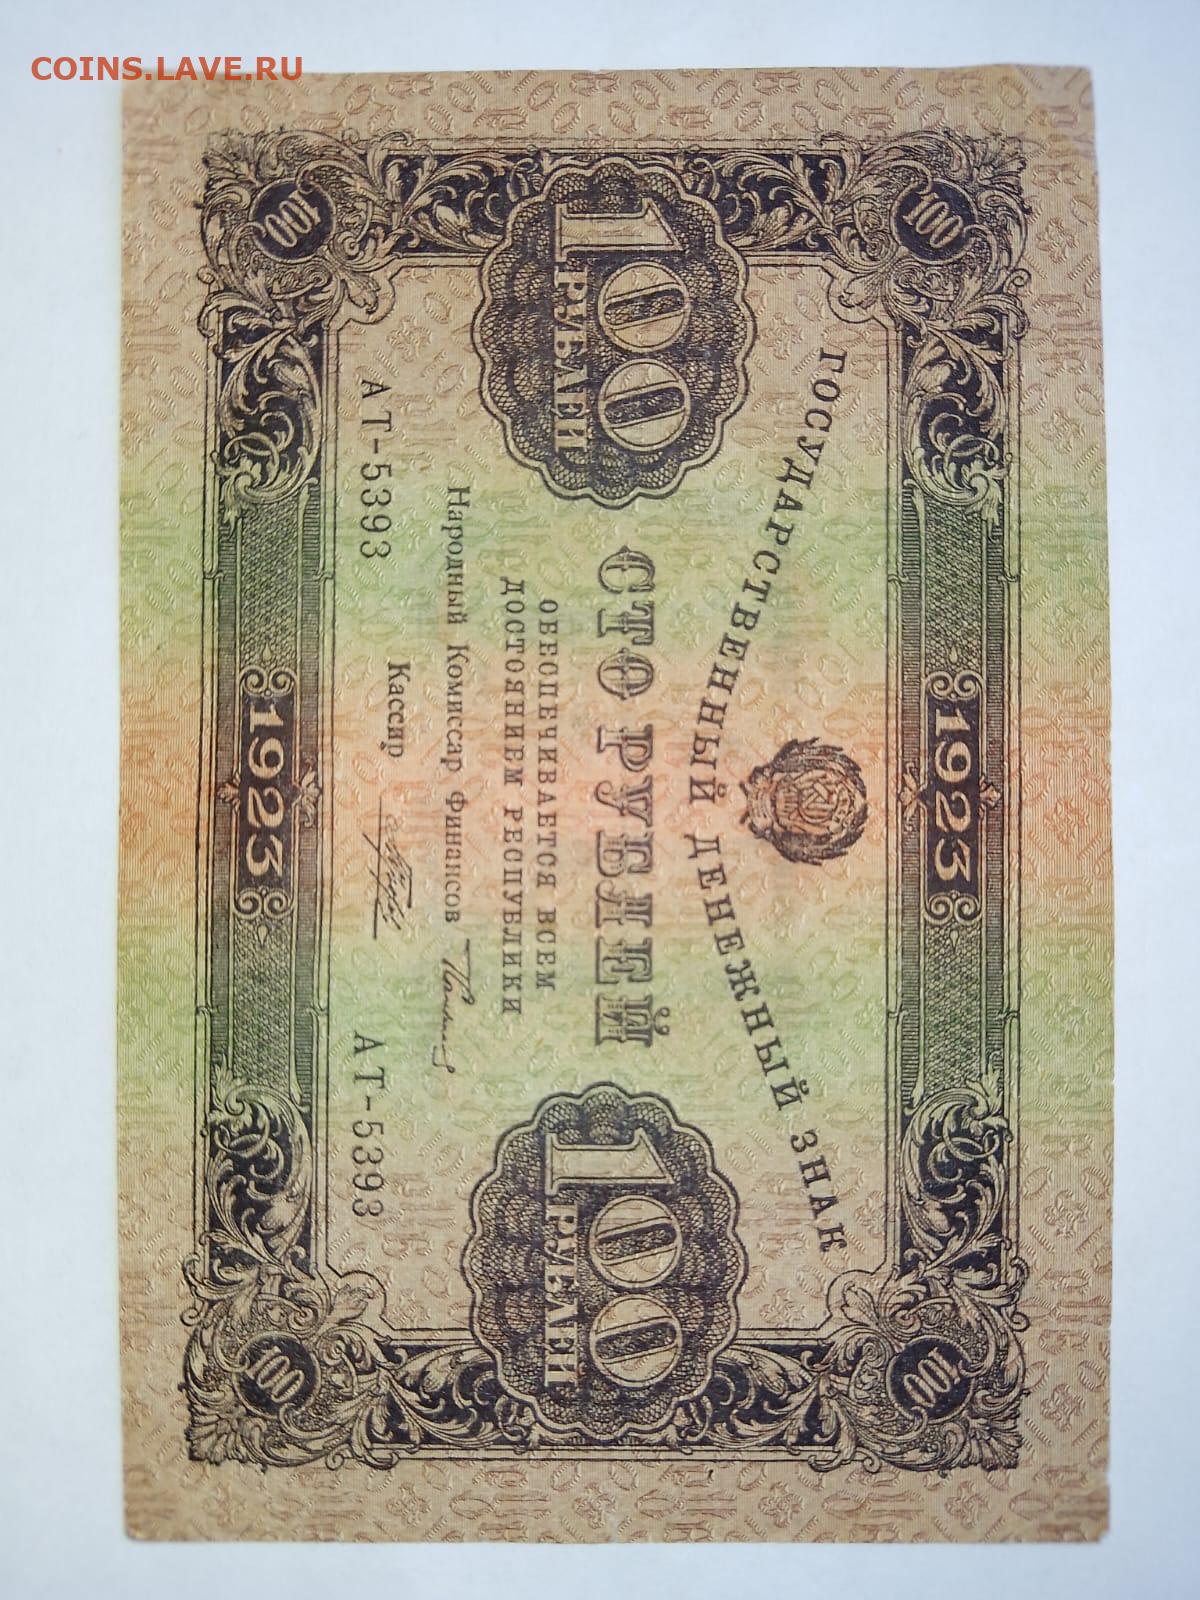 COINS.LAVE.RU
100
1923
100
ГОСУДАРСТВЕННЫЙ ДЕНЕЖНЫЙ ЗНАК
100
РУБЛЕЙ
СТО РУБЛЕЙ
100
РУБЛЕЙ
ОБЕСПЕЧИВАЕТСЯ ВСЕМ
ДОСТОЯНИЕМ РЕСПУБЛИКИ
Народный Комиссар Финансов
Кассир
АТ-5393
АТ-5393
100
1923
100